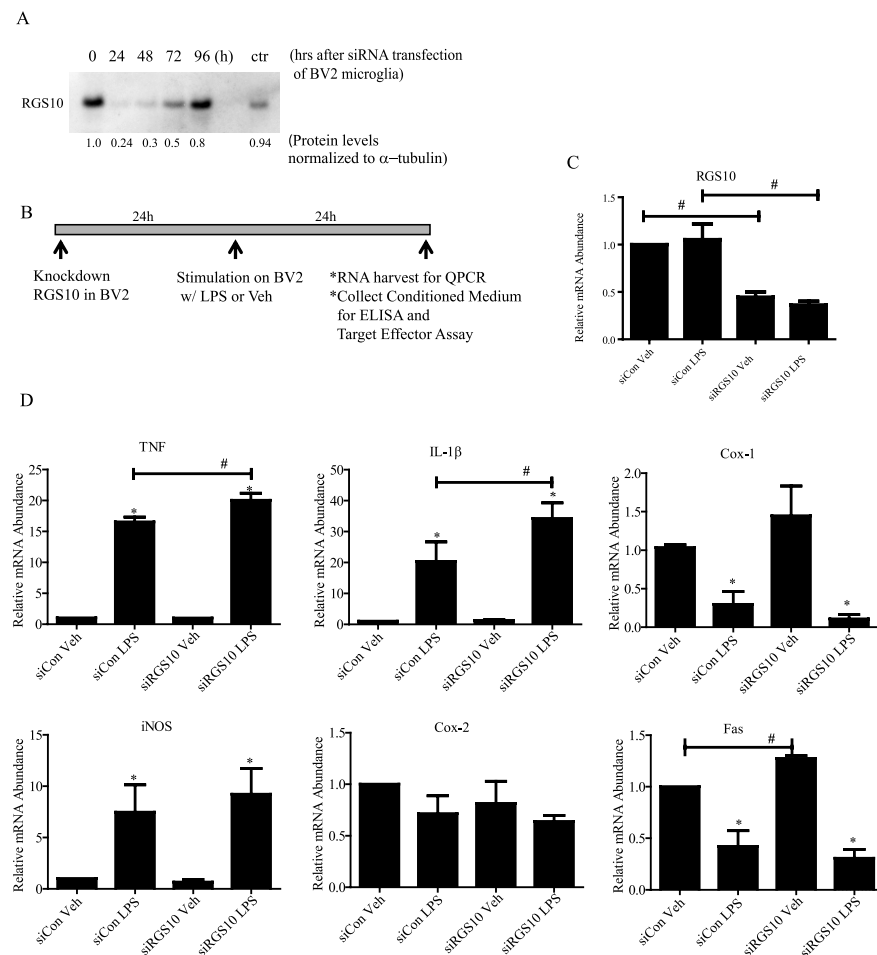 A
0 24 48 72 96 (h) ctr
(hrs after siRNA transfection
of BV2 microglia)
RGS10
1.0 0.24 0.3 0.5 0.8 0.94
(Protein levels
normalized to α−tubulin)
B
24h 24h
Knockdown
RGS10 in BV2
Stimulation on BV2
w/ LPS or Veh
*RNA harvest for QPCR
*Collect Conditioned Medium
for ELISA and
Target Effector Assay
C
RGS10
#
#
Relative mRNA Abundance
1.5
1.0
0.5
0.0
siCon Veh
siCon LPS
siRGS10 Veh
siRGS10 LPS
D
TNF
#
* *
Relative mRNA Abundance
25
20
15
10
5
0
siCon Veh
siCon LPS
siRGS10 Veh
siRGS10 LPS
IL-1β
#
* *
Relative mRNA Abundance
50
40
30
20
10
0
siCon Veh
siCon LPS
siRGS10 Veh
siRGS10 LPS
Cox-1
* *
Relative mRNA Abundance
2.0
1.5
1.0
0.5
0.0
siCon Veh
siCon LPS
siRGS10 Veh
siRGS10 LPS
iNOS
* *
Relative mRNA Abundance
15
10
5
0
siCon Veh
siCon LPS
siRGS10 Veh
siRGS10 LPS
Cox-2
Relative mRNA Abundance
1.5
1.0
0.5
0.0
siCon Veh
siCon LPS
siRGS10 Veh
siRGS10 LPS
Fas
#
* *
Relative mRNA Abundance
1.5
1.0
0.5
0.0
siCon Veh
siCon LPS
siRGS10 Veh
siRGS10 LPS